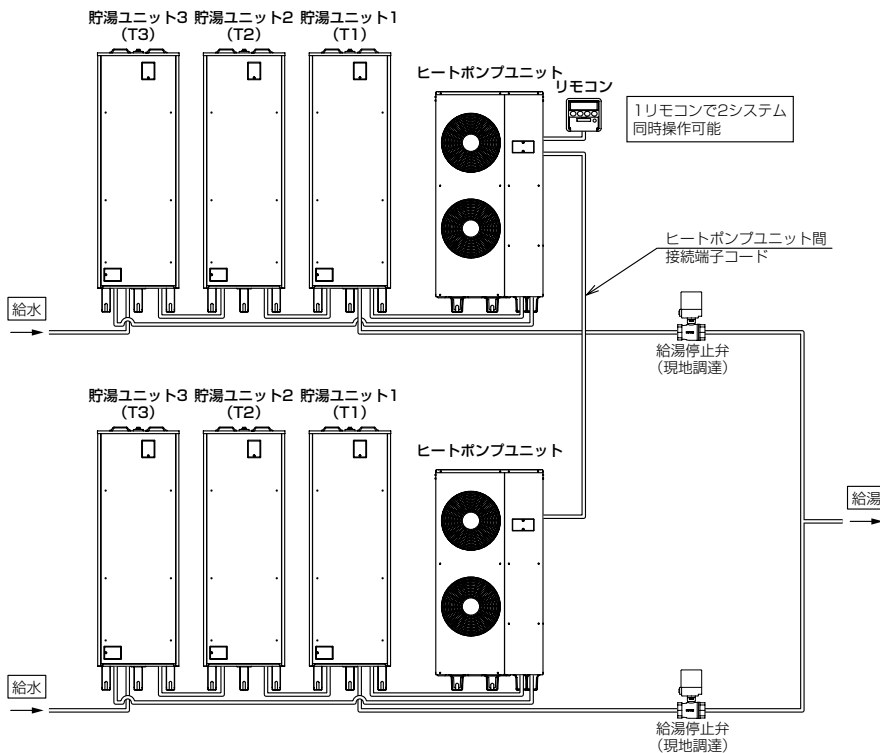 貯湯ユニット3 貯湯ユニット2 貯湯ユニット1
(T3) (T2) (T1)
ヒートポンプユニット
リモコン
1リモコンで2システム
同時操作可能
ヒートポンプユニット間
接続端子コード
給水
給湯停止弁
(現地調達)
貯湯ユニット3 貯湯ユニット2 貯湯ユニット1
(T3) (T2) (T1)
ヒートポンプユニット
給湯
給水
給湯停止弁
(現地調達)